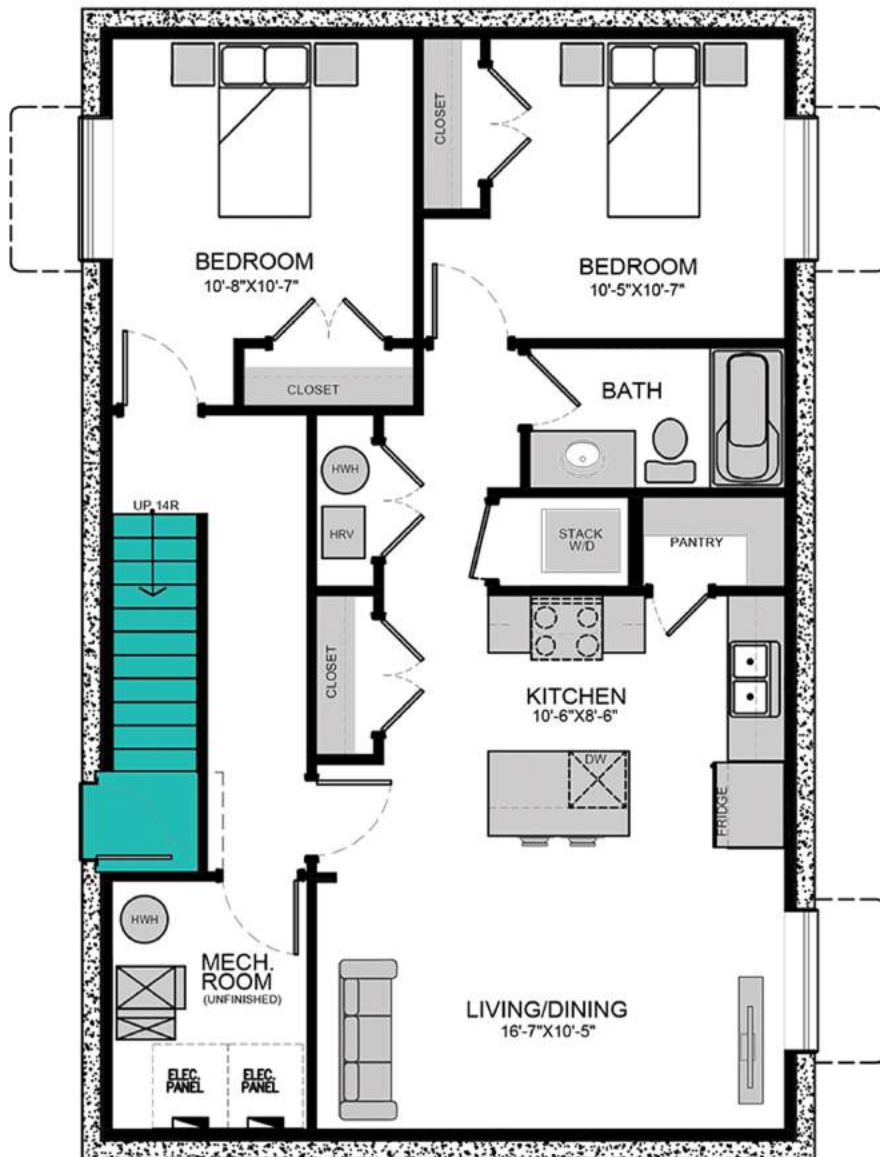 CLOSET
BEDROOM
10'-8"X10'-7"
BEDROOM
10'-5"X10'-7"
CLOSET
BATH
HWH
HRV
UP 14R
STACK
W/D
PANTRY
CLOSET
KITCHEN
10'-6"X8'-6"
DW
FRIDGE
HWH
MECH.
ROOM
(UNFINISHED)
LIVING/DINING
16'-7"X10'-5"
ELEC.
PANEL
ELEC.
PANEL